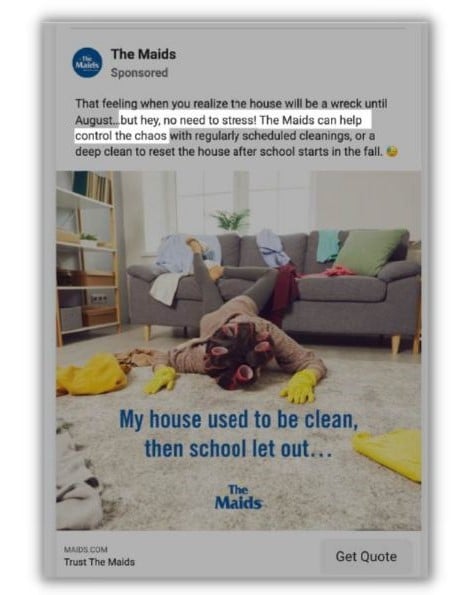 The Maids
The Maids
Sponsored
That feeling when you realize the house will be a wreck until
August...but hey, no need to stress! The Maids can help
control the chaos with regularly scheduled cleanings, or a
deep clean to reset the house after school starts in the fall. 😓
My house used to be clean,
then school let out...
The
Maids
MAIDS.COM
Trust The Maids
Get Quote